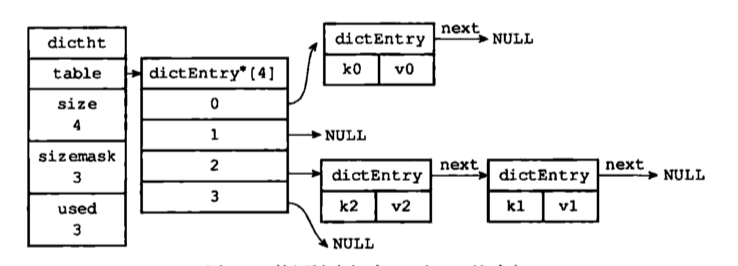 dictht
table
size
4
sizemask
3
used
3
dictEntry*[4]
0
1
2
3
dictEntry
k0 v0
next
NULL
NULL
dictEntry
k2 v2
next
dictEntry
k1 v1
next
NULL
NULL